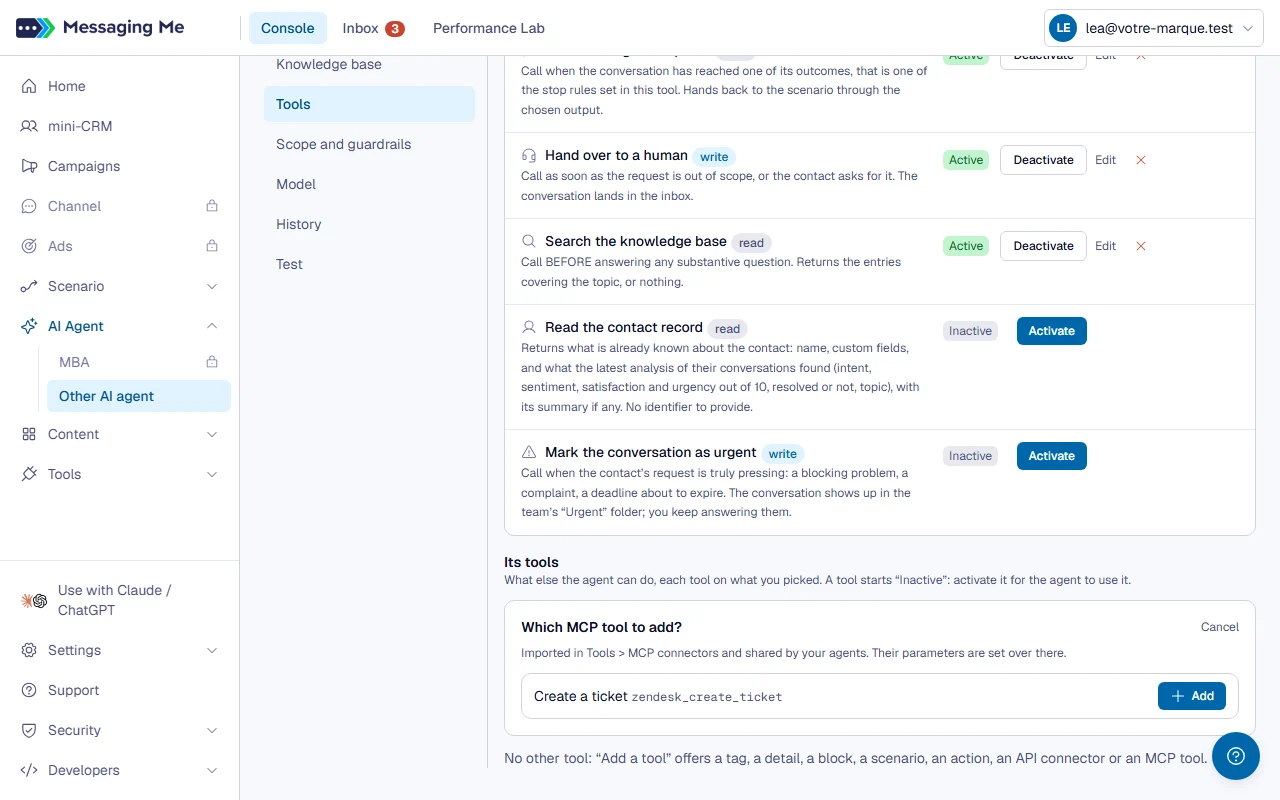 Messaging Me
Console
Inbox 3
Performance Lab
LE lea@votre-marque.test
Home
mini-CRM
Campaigns
Channel
Ads
Scenario
AI Agent
MBA
Other AI agent
Content
Tools
Use with Claude /
ChatGPT
Settings
Support
Security
Developers
Knowledge base
Tools
Scope and guardrails
Model
History
Test
Active Deactivate Edit
Call when the conversation has reached one of its outcomes, that is one of
the stop rules set in this tool. Hands back to the scenario through the
chosen output.
Hand over to a human write
Active Deactivate Edit
Call as soon as the request is out of scope, or the contact asks for it. The
conversation lands in the inbox.
Search the knowledge base read
Active Deactivate Edit
Call BEFORE answering any substantive question. Returns the entries
covering the topic, or nothing.
Read the contact record read
Inactive Activate
Returns what is already known about the contact: name, custom fields,
and what the latest analysis of their conversations found (intent,
sentiment, satisfaction and urgency out of 10, resolved or not, topic), with
its summary if any. No identifier to provide.
Mark the conversation as urgent write
Inactive Activate
Call when the contact's request is truly pressing: a blocking problem, a
complaint, a deadline about to expire. The conversation shows up in the
team's “Urgent” folder; you keep answering them.
Its tools
What else the agent can do, each tool on what you picked. A tool starts “Inactive”: activate it for the agent to use it.
Which MCP tool to add?
Cancel
Imported in Tools > MCP connectors and shared by your agents. Their parameters are set over there.
Create a ticket zendesk_create_ticket
Add
No other tool: “Add a tool” offers a tag, a detail, a block, a scenario, an action, an API connector or an MCP tool.